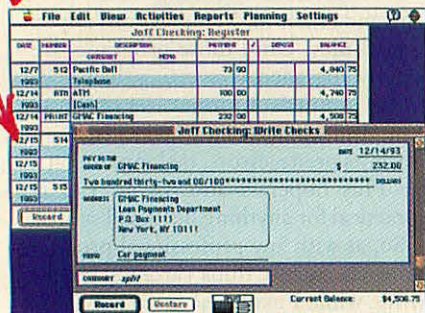 File Edit View Activities Reports Planning Settings
Jeff Checking: Register
DATE NUMBER DESCRIPTION PAYMENT √ DEPOSIT BALANCE
CATEGORY MEMO
12/7 512 Pacific Bell 73 00 4,840 75
1993 Telephone
12/14 ATM ATM 100 00 4,740 75
1993 [Cash]
12/14 PRINT GMAC Financing 232 00 4,508 75
1993
12/15 514
1993
12/15
1993
12/15 515
1993
Record
Jeff Checking: Write Checks
DATE 12/14/93
PAY TO THE
ORDER OF GMAC Financing $ 232.00
Two hundred thirty-two and 00/100******************************** DOLLARS
ADDRESS GMAC Financing
Loan Payments Department
P.O. Box 1111
New York, NY 10111
MEMO Car payment
CATEGORY split
Record Restore Current Balance: $4,508.75